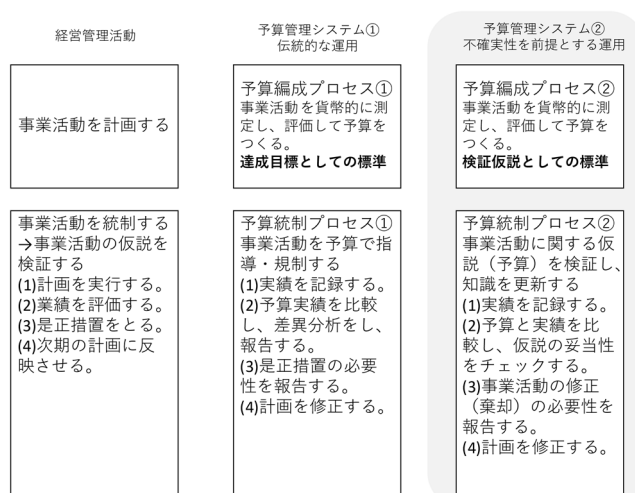 経営管理活動
予算管理システム①
伝統的な運用
予算管理システム②
不確実性を前提とする運用
事業活動を計画する
予算編成プロセス①
事業活動を貨幣的に測
定し、評価して予算を
つくる。
達成目標としての標準
予算編成プロセス②
事業活動を貨幣的に測
定し、評価して予算を
つくる。
検証仮説としての標準
事業活動を統制する
→事業活動の仮説を
検証する
(1)計画を実行する。
(2)業績を評価する。
(3)是正措置をとる。
(4)次期の計画に反
映させる。
予算統制プロセス①
事業活動を予算で指
導・規制する
(1)実績を記録する。
(2)予算実績を比較
し、差異分析をし、
報告する。
(3)是正措置の必要
性を報告する。
(4)計画を修正する。
予算統制プロセス②
事業活動に関する仮
説（予算）を検証し、
知識を更新する
(1)実績を記録する。
(2)予算と実績を比
較し、仮説の妥当性
をチェックする。
(3)事業活動の修正
（棄却）の必要性を
報告する。
(4)計画を修正する。